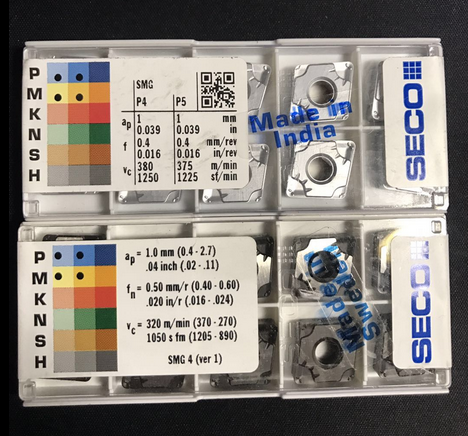 P
M
K
N
S
H
SMG
P4 P5
ap 1 1 mm
0.039 0.039 in
f 0.4 0.4 mm/rev
0.016 0.016 in/rev
vc 380 375 m/min
1250 1225 sf/min
Made in
India
SECO
P
M
K
N
S
H
ap = 1.0 mm (0.4 - 2.7)
.04 inch (.02 - .11)
fn = 0.50 mm/r (0.40 - 0.60)
.020 in/r (.016 - .024)
vc = 320 m/min (370 - 270)
1050 s fm (1205 - 890)
SMG 4 (ver 1)
Made in
Sweden
SECO